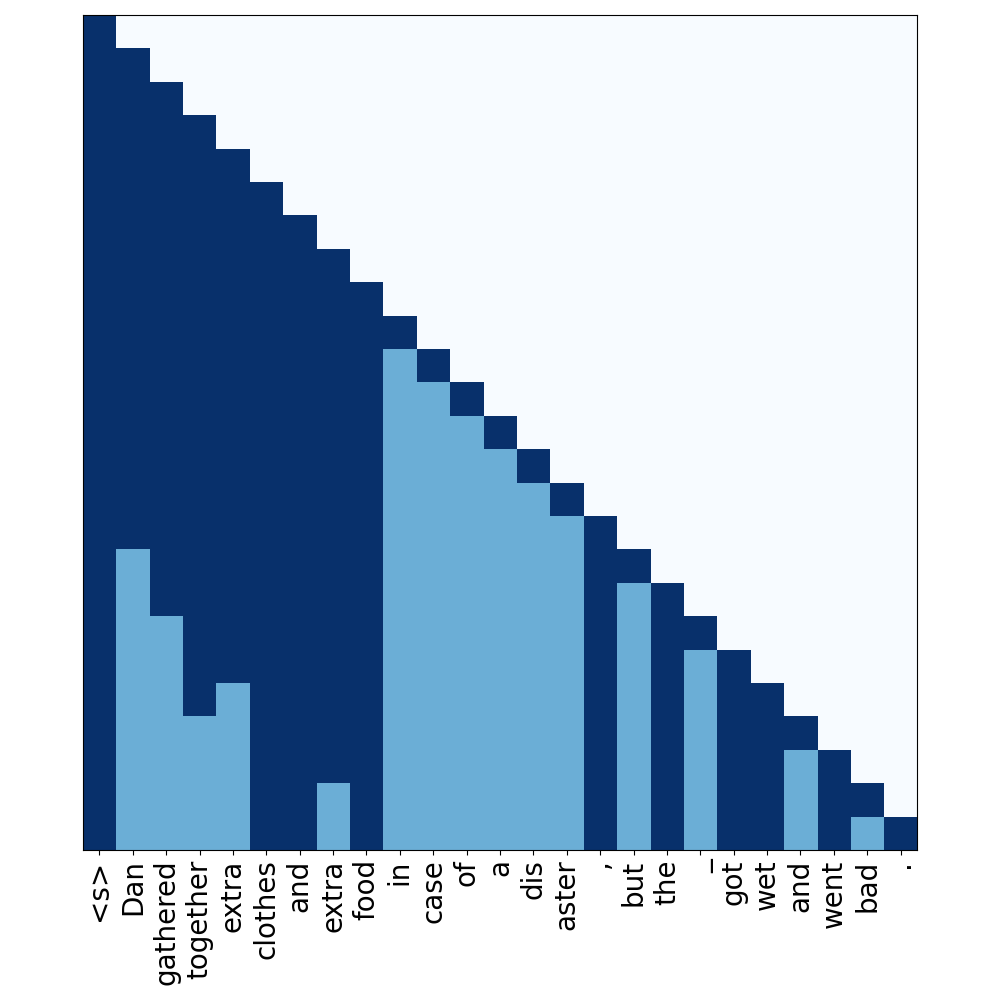 <s>
Dan
gathered
together
extra
clothes
and
extra
food
in
case
of
a
dis
aster
,
but
the
_
got
wet
and
went
bad
.